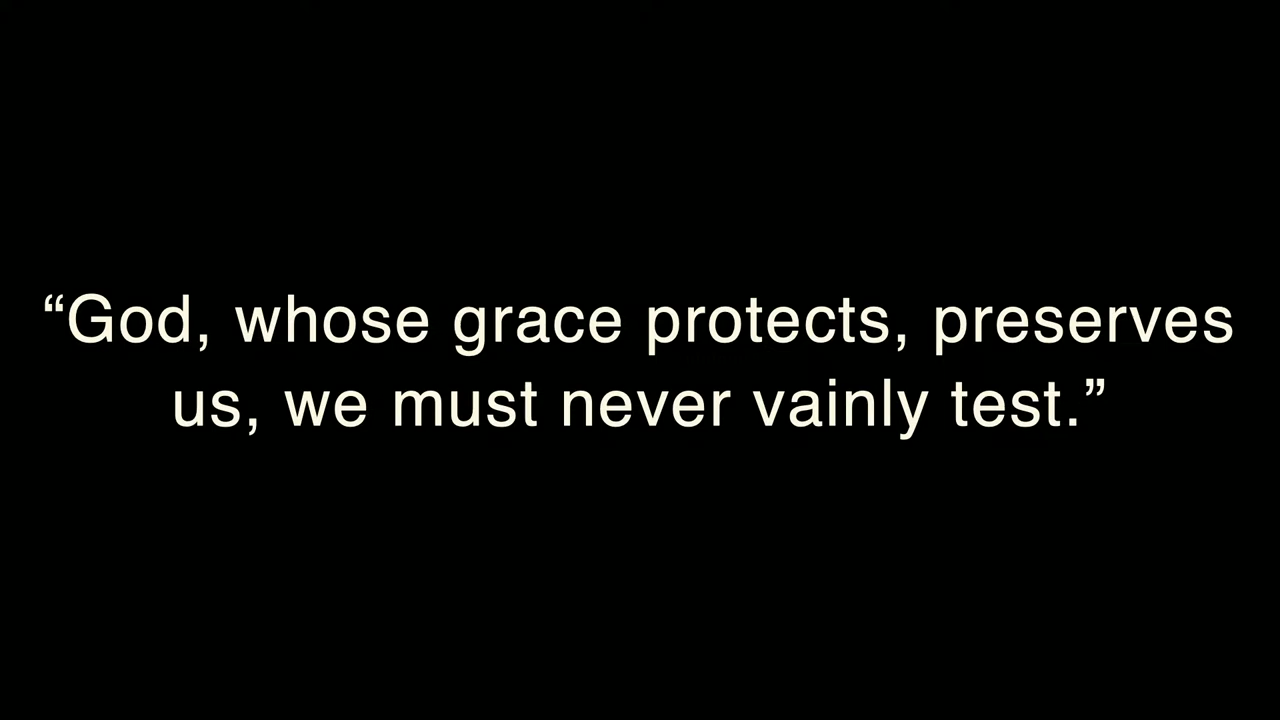 “God, whose grace protects, preserves
us, we must never vainly test.”